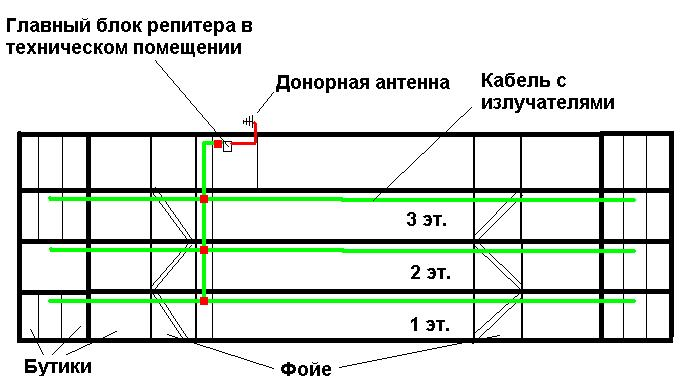 Главный блок репитера в
техническом помещении
Донорная антенна
Кабель с
излучателями
3 эт.
2 эт.
1 эт.
Бутики
Фойе